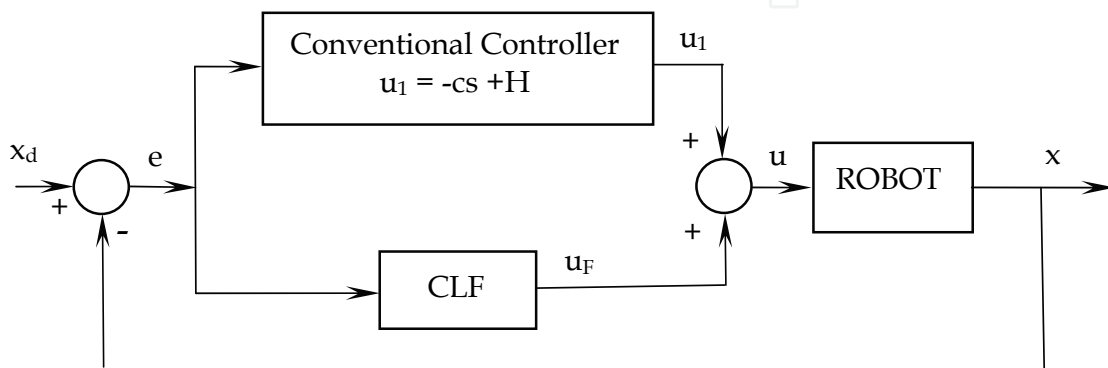 Conventional Controller
u₁ = -cs +H
u₁
x_d
e
+
-
+
+
u
ROBOT
x
CLF
u_F